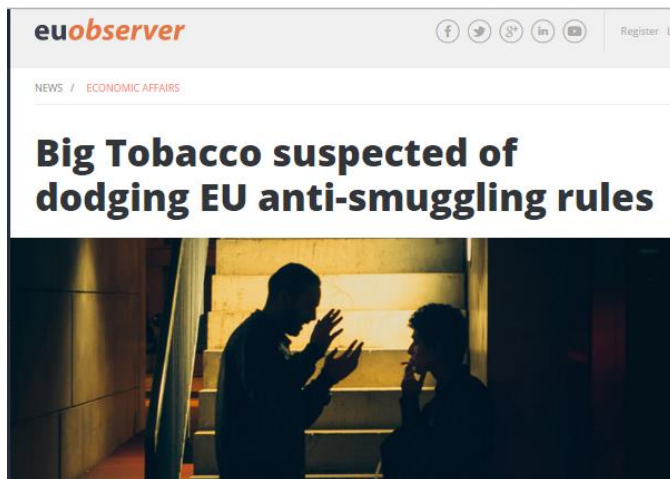 euobserver
Register
NEWS / ECONOMIC AFFAIRS
Big Tobacco suspected of
dodging EU anti-smuggling rules